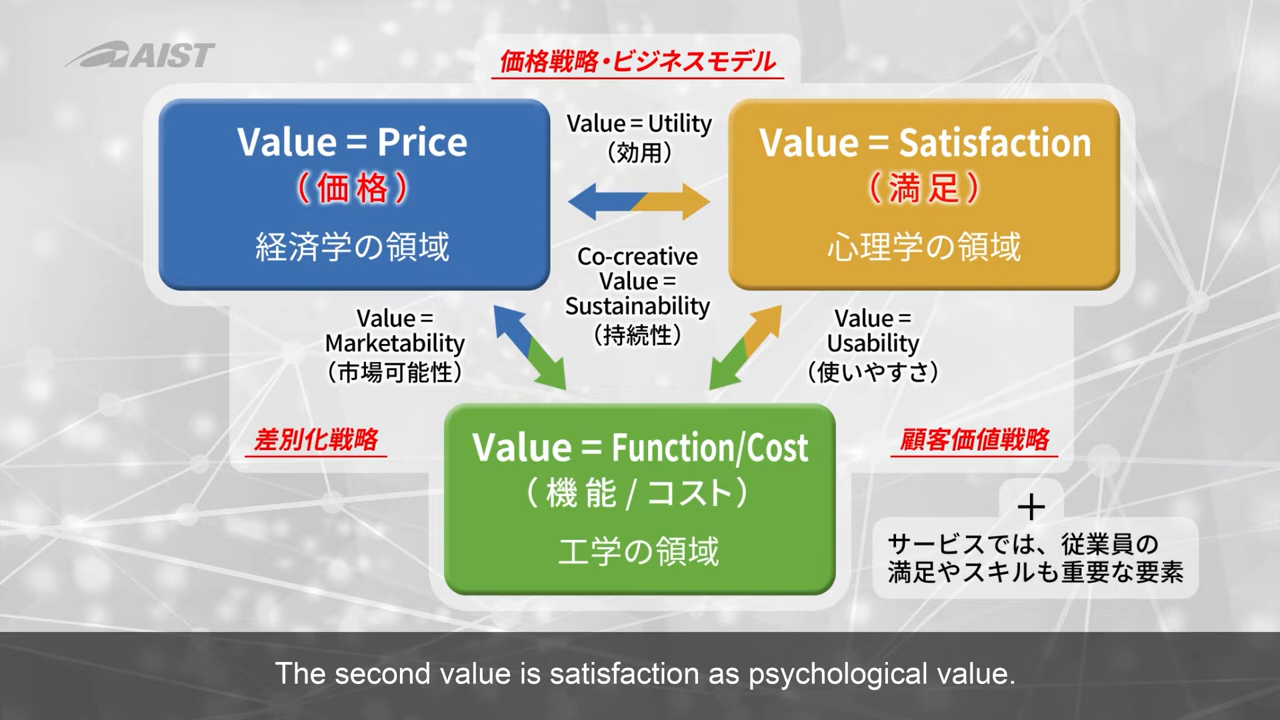 AIST
価格戦略・ビジネスモデル
Value = Price
（価格）
経済学の領域
Value = Utility
（効用）
Value = Satisfaction
（満足）
心理学の領域
Co-creative
Value =
Sustainability
（持続性）
Value =
Marketability
（市場可能性）
Value =
Usability
（使いやすさ）
差別化戦略
Value = Function/Cost
（機能 / コスト）
工学の領域
顧客価値戦略
＋
サービスでは、従業員の
満足やスキルも重要な要素
The second value is satisfaction as psychological value.